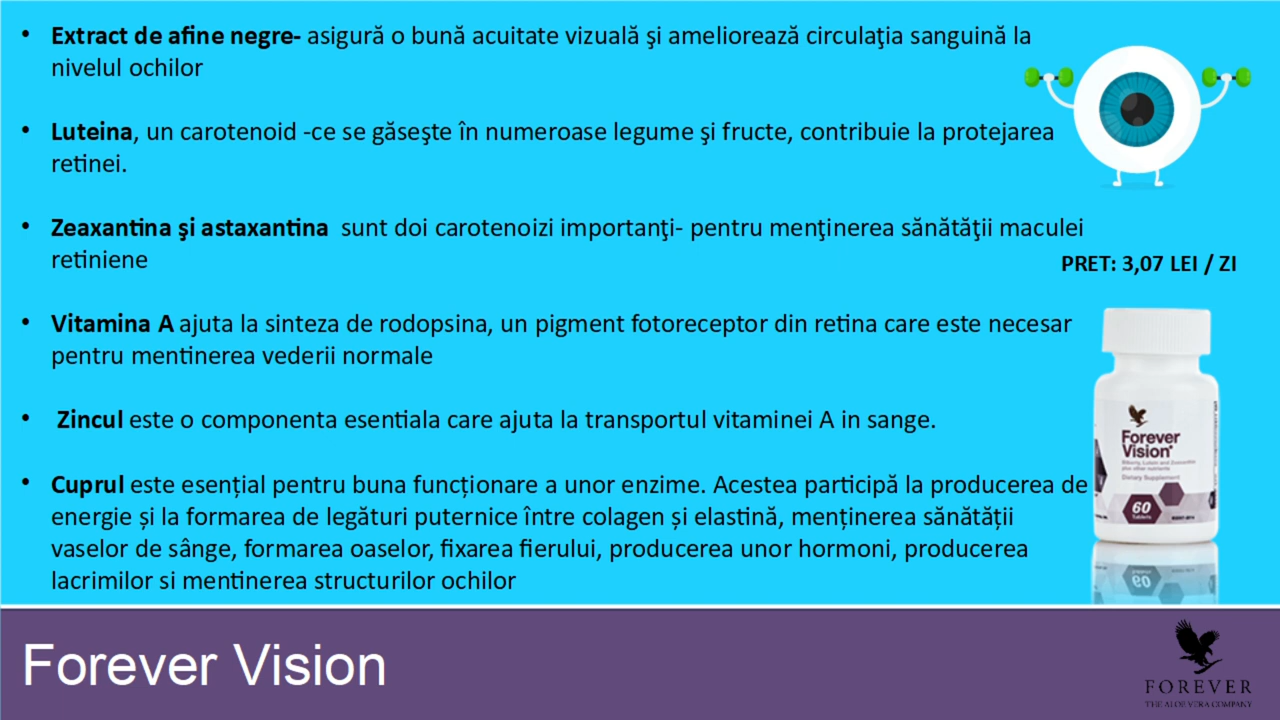 • Extract de afine negre- asigură o bună acuitate vizuală şi ameliorează circulaţia sanguină la
nivelul ochilor
• Luteina, un carotenoid -ce se găseşte în numeroase legume şi fructe, contribuie la protejarea
retinei.
• Zeaxantina şi astaxantina sunt doi carotenoizi importanţi- pentru menţinerea sănătăţii maculei
retiniene
PRET: 3,07 LEI / ZI
• Vitamina A ajuta la sinteza de rodopsina, un pigment fotoreceptor din retina care este necesar
pentru mentinerea vederii normale
• Zincul este o componenta esentiala care ajuta la transportul vitaminei A in sange.
• Cuprul este esențial pentru buna funcționare a unor enzime. Acestea participă la producerea de
energie și la formarea de legături puternice între colagen și elastină, menținerea sănătății
vaselor de sânge, formarea oaselor, fixarea fierului, producerea unor hormoni, producerea
lacrimilor si mentinerea structurilor ochilor
Forever
Vision
Dietary Supplement
60
Tablets
Forever Vision
FOREVER
THE ALOE VERA COMPANY